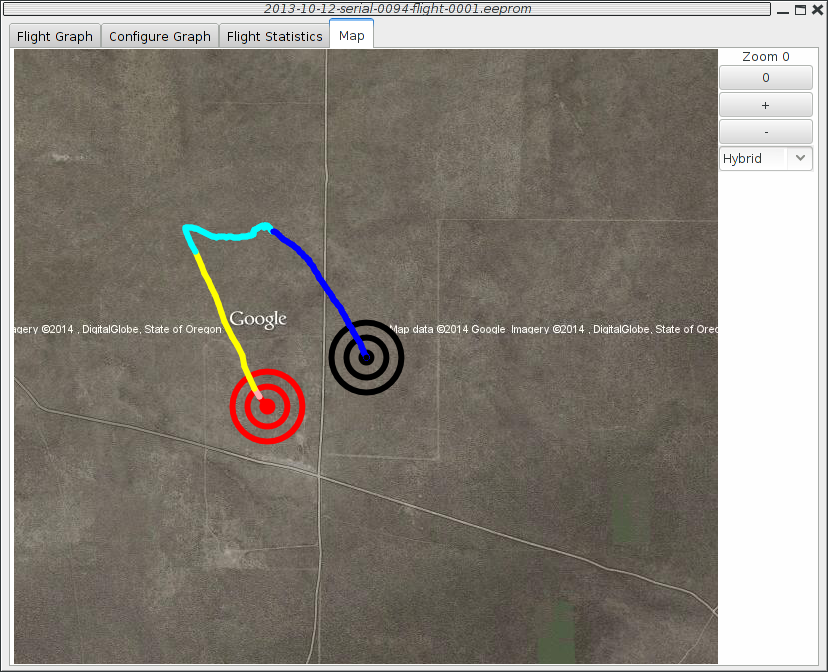 2013-10-12-serial-0094-flight-0001.eeprom
Flight Graph
Configure Graph
Flight Statistics
Map
Zoom 0
0
+
-
Hybrid
Google
agery ©2014 , DigitalGlobe, State of Oregon
Map data ©2014 Google Imagery ©2014 , DigitalGlobe, State of Oreg